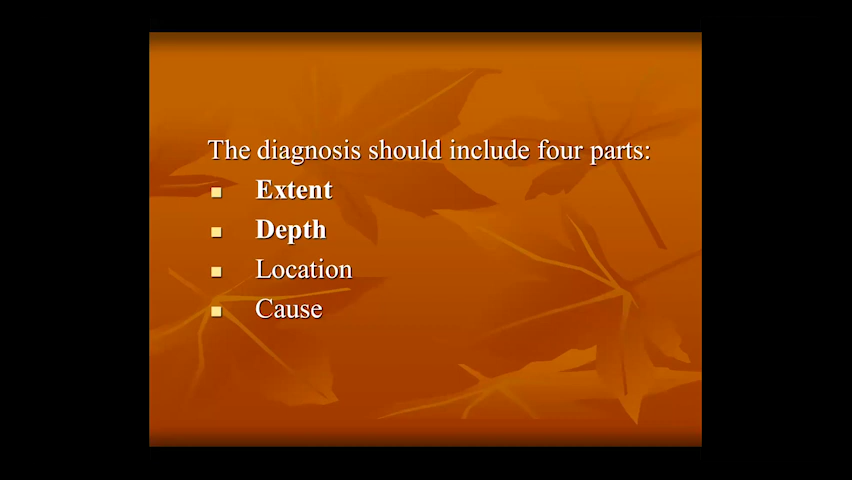 The diagnosis should include four parts:
Extent
Depth
Location
Cause